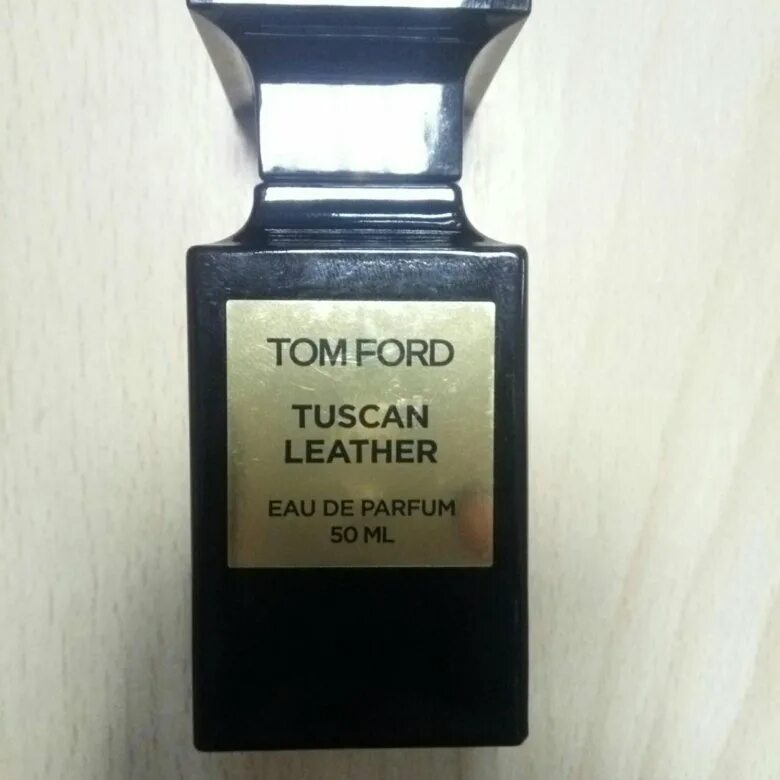 TOM FORD
TUSCAN
LEATHER
EAU DE PARFUM
50 ML